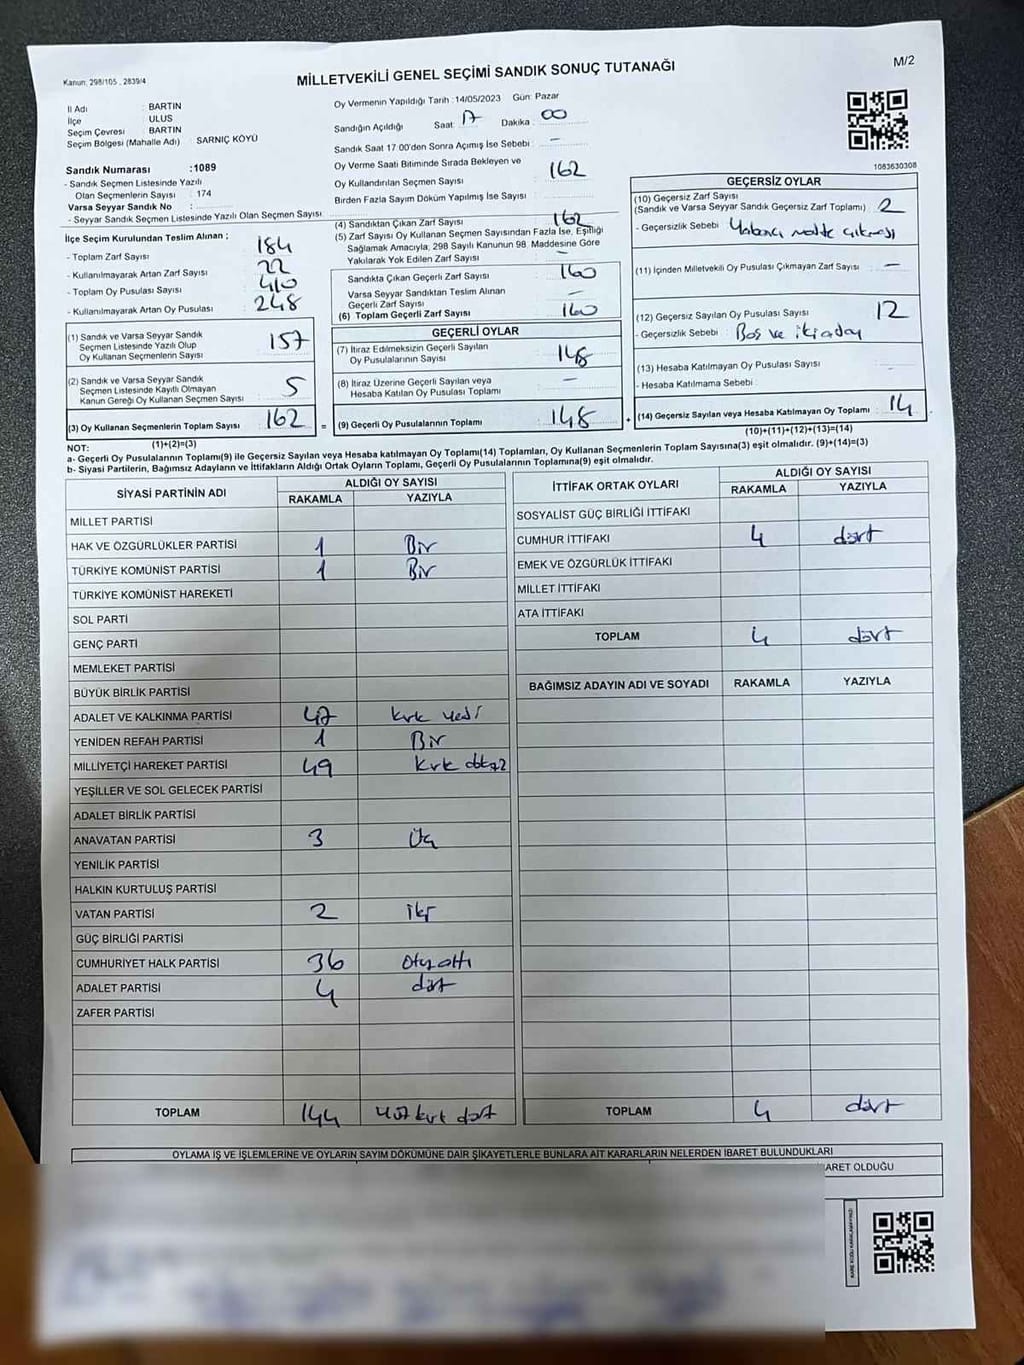 Kanun: 298/105 , 2839/4
MİLLETVEKİLİ GENEL SEÇİMİ SANDIK SONUÇ TUTANAĞI
M/2
İl Adı : BARTIN
İlçe : ULUS
Seçim Çevresi : BARTIN
Seçim Bölgesi (Mahalle Adı) : SARNIÇ KÖYÜ
Sandık Numarası :1089
- Sandık Seçmen Listesinde Yazılı
Olan Seçmenlerin Sayısı : 174
Varsa Seyyar Sandık No :
- Seyyar Sandık Seçmen Listesinde Yazılı Olan Seçmen Sayısı
Oy Vermenin Yapıldığı Tarih :14/05/2023 Gün: Pazar
Sandığın Açıldığı Saat: 17 Dakika : 00
Sandık Saat 17 00'den Sonra Açımış İse Sebebi : -
Oy Verme Saati Bitiminde Sırada Bekleyen ve
Oy Kullandırılan Seçmen Sayısı : 162
Birden Fazla Sayım Döküm Yapılmış İse Sayısı : -
1083630308
İlçe Seçim Kurulundan Teslim Alınan ;
- Toplam Zarf Sayısı : 184
- Kullanılmayarak Artan Zarf Sayısı : 22
- Toplam Oy Pusulası Sayısı : 410
- Kullanılmayarak Artan Oy Pusulası : 248
(4) Sandıktan Çıkan Zarf Sayısı : 162
(5) Zarf Sayısı Oy Kullanan Seçmen Sayısından Fazla İse, Eşitliği
Sağlamak Amacıyla, 298 Sayılı Kanunun 98. Maddesine Göre
Yakılarak Yok Edilen Zarf Sayısı : -
Sandıkta Çıkan Geçerli Zarf Sayısı : 160
Varsa Seyyar Sandıktan Teslim Alınan
Geçerli Zarf Sayısı : -
(6) Toplam Geçerli Zarf Sayısı : 160
GEÇERSİZ OYLAR
(10) Geçersiz Zarf Sayısı
(Sandık ve Varsa Seyyar Sandık Geçersiz Zarf Toplamı) : 2
- Geçersizlik Sebebi : Yabancı madde çıkması
(11) İçinden Milletvekili Oy Pusulası Çıkmayan Zarf Sayısı : -
(12) Geçersiz Sayılan Oy Pusulası Sayısı : 12
- Geçersizlik Sebebi : Boş ve iki aday
(13) Hesaba Katılmayan Oy Pusulası Sayısı :
- Hesaba Katılmama Sebebi :
(14) Geçersiz Sayılan veya Hesaba Katılmayan Oy Toplamı : 14
(10)+(11)+(12)+(13)=(14)
(1) Sandık ve Varsa Seyyar Sandık
Seçmen Listesinde Yazılı Olup
Oy Kullanan Seçmenlerin Sayısı : 157
(2) Sandık ve Varsa Seyyar Sandık
Seçmen Listesinde Kayıtlı Olmayan
Kanun Gereği Oy Kullanan Seçmen Sayısı : 5
(3) Oy Kullanan Seçmenlerin Toplam Sayısı : 162
(1)+(2)=(3)
GEÇERLİ OYLAR
(7) İtiraz Edilmeksizin Geçerli Sayılan
Oy Pusulalarının Sayısı : 148
(8) İtiraz Üzerine Geçerli Sayılan veya
Hesaba Katılan Oy Pusulası Toplamı : -
= (9) Geçerli Oy Pusulalarının Toplamı : 148 +
NOT:
a- Geçerli Oy Pusulalarının Toplamı(9) ile Geçersiz Sayılan veya Hesaba katılmayan Oy Toplamı(14) Toplamları, Oy Kullanan Seçmenlerin Toplam Sayısına(3) eşit olmalıdır. (9)+(14)=(3)
b- Siyasi Partilerin, Bağımsız Adayların ve İttifakların Aldığı Ortak Oyların Toplamı, Geçerli Oy Pusulalarının Toplamına(9) eşit olmalıdır.
SİYASİ PARTİNİN ADI ALDIĞI OY SAYISI
RAKAMLA YAZIYLA
MİLLET PARTİSİ
HAK VE ÖZGÜRLÜKLER PARTİSİ 1 Bir
TÜRKİYE KOMÜNİST PARTİSİ 1 Bir
TÜRKİYE KOMÜNİST HAREKETİ
SOL PARTİ
GENÇ PARTİ
MEMLEKET PARTİSİ
BÜYÜK BİRLİK PARTİSİ
ADALET VE KALKINMA PARTİSİ 47 kırk yedi
YENİDEN REFAH PARTİSİ 1 Bir
MİLLİYETÇİ HAREKET PARTİSİ 49 kırk dokuz
YEŞİLLER VE SOL GELECEK PARTİSİ
ADALET BİRLİK PARTİSİ
ANAVATAN PARTİSİ 3 Üç
YENİLİK PARTİSİ
HALKIN KURTULUŞ PARTİSİ
VATAN PARTİSİ 2 iki
GÜÇ BİRLİĞİ PARTİSİ
CUMHURİYET HALK PARTİSİ 36 Otuz altı
ADALET PARTİSİ 4 dört
ZAFER PARTİSİ
TOPLAM 144 yüz kırk dört
İTTİFAK ORTAK OYLARI ALDIĞI OY SAYISI
RAKAMLA YAZIYLA
SOSYALİST GÜÇ BİRLİĞİ İTTİFAKI
CUMHUR İTTİFAKI 4 dört
EMEK VE ÖZGÜRLÜK İTTİFAKI
MİLLET İTTİFAKI
ATA İTTİFAKI
TOPLAM 4 dört
BAĞIMSIZ ADAYIN ADI VE SOYADI RAKAMLA YAZIYLA
TOPLAM 4 dört
OYLAMA İŞ VE İŞLEMLERİNE VE OYLARIN SAYIM DÖKÜMÜNE DAİR ŞİKAYETLERLE BUNLARA AİT KARARLARIN NELERDEN İBARET BULUNDUKLARI
BARET OLDUĞU